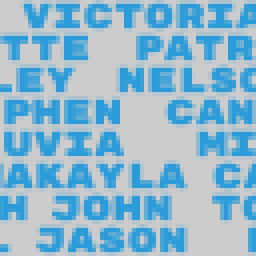 VICTORIA
TTE PATR
LEY NELSO
PHEN CAN
UVIA MI
AKAYLA CA
H JOHN TO
JASON